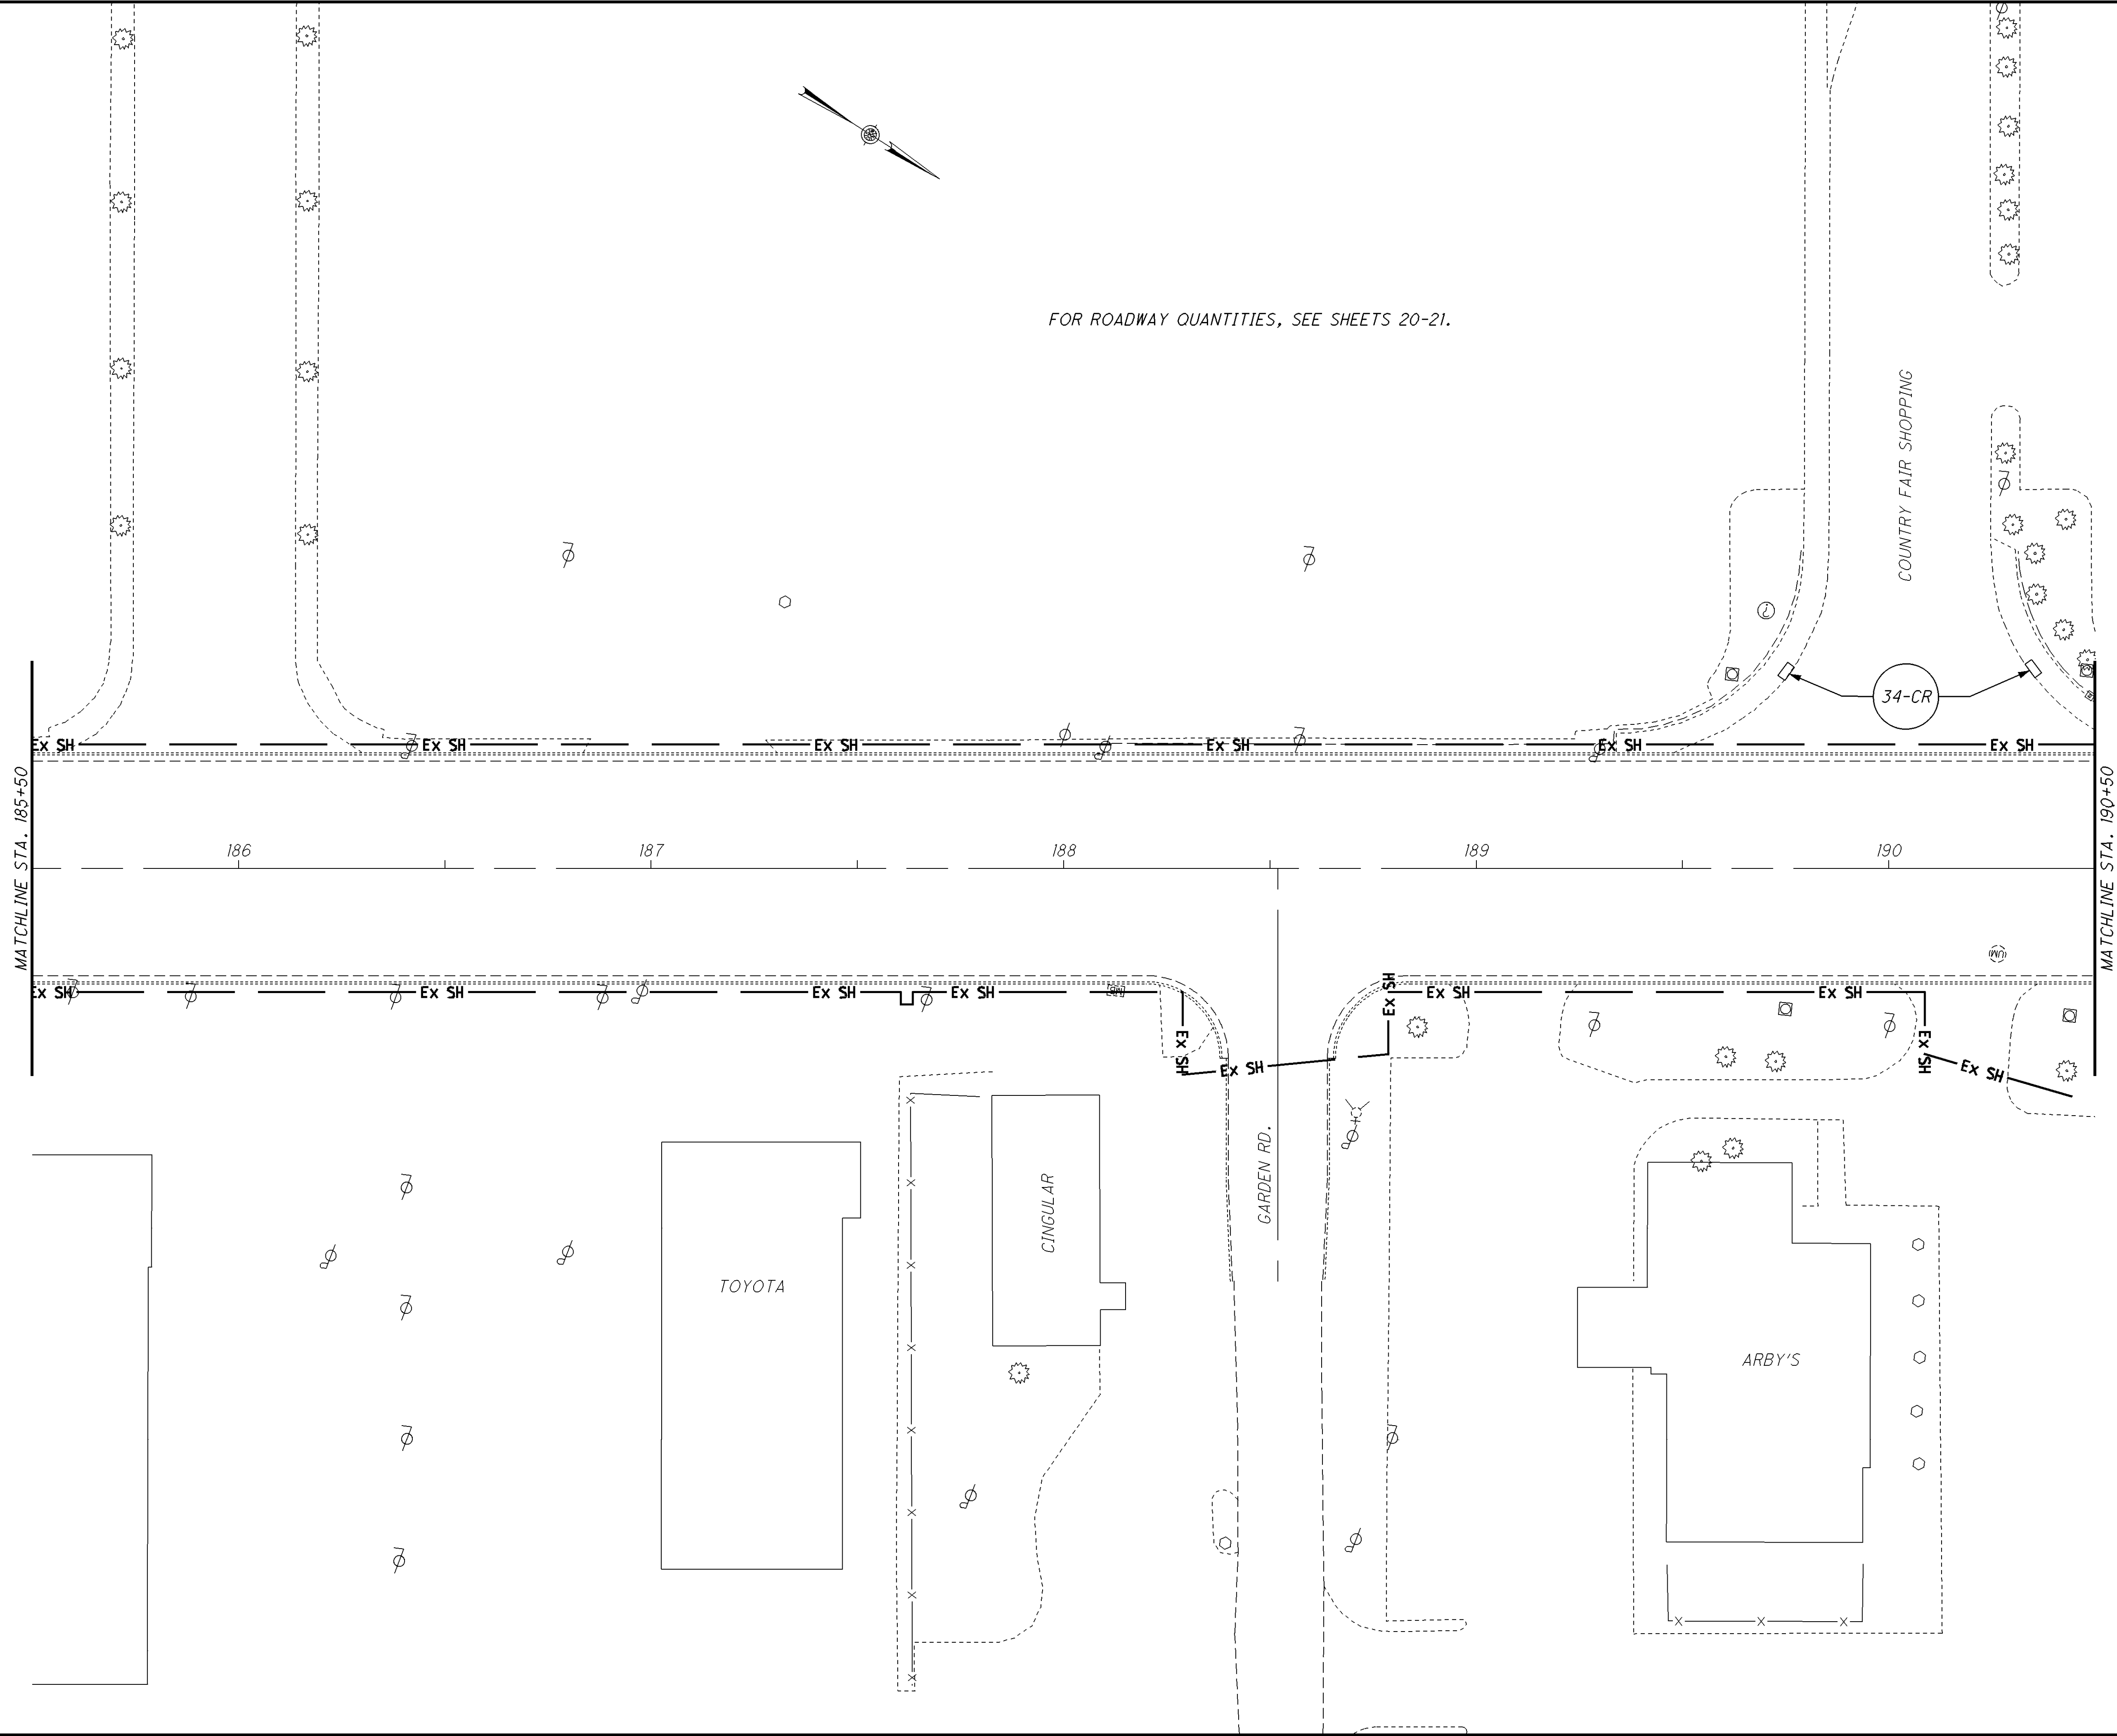 FOR ROADWAY QUANTITIES, SEE SHEETS 20-21.
COUNTRY FAIR SHOPPING
34-CR
Ex SH
Ex SH
Ex SH
Ex SH
Ex SH
Ex SH
MATCHLINE STA. 185+50
186
187
188
189
190
MATCHLINE STA. 190+50
UM
Ex SH
Ex SH
Ex SH
Ex SH
MB
Ex SH
Ex SH
Ex SH
Ex SH
Ex SH
Ex SH
Ex SH
Ex SH
GARDEN RD.
CINGULAR
TOYOTA
ARBY'S